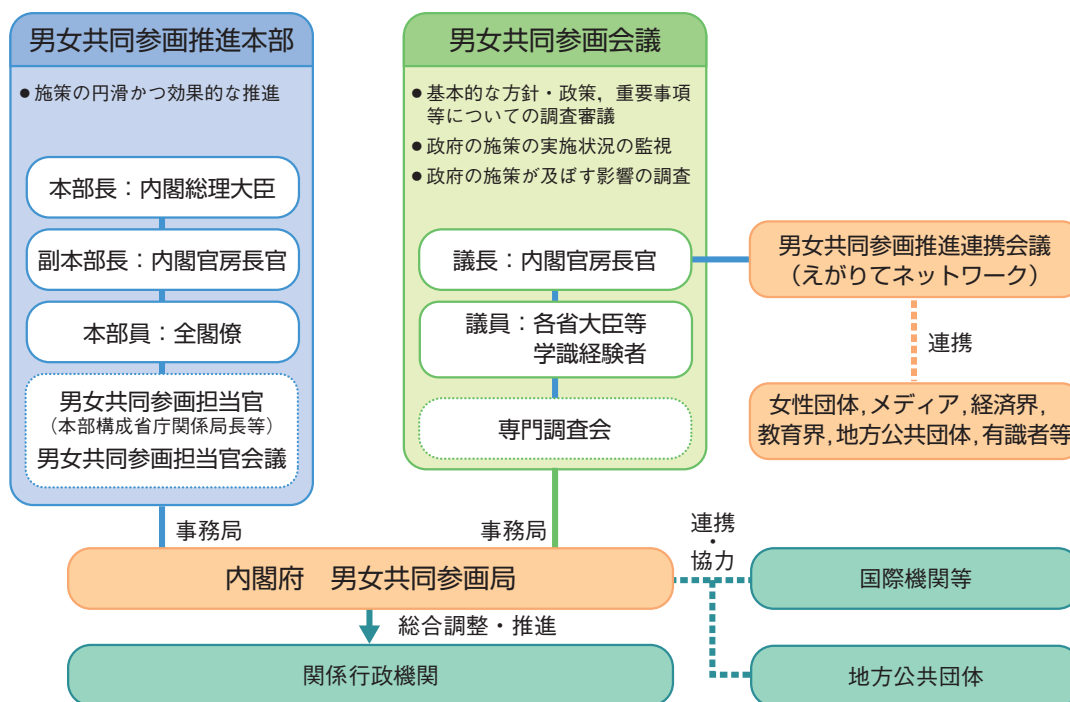 男女共同参画推進本部
● 施策の円滑かつ効果的な推進
本部長：内閣総理大臣
副本部長：内閣官房長官
本部員：全閣僚
男女共同参画担当官
（本部構成省庁関係局長等）
男女共同参画担当官会議
男女共同参画会議
● 基本的な方針・政策，重要事項
等についての調査審議
● 政府の施策の実施状況の監視
● 政府の施策が及ぼす影響の調査
議長：内閣官房長官
議員：各省大臣等
学識経験者
専門調査会
男女共同参画推進連携会議
（えがりてネットワーク）
連携
女性団体，メディア，経済界，
教育界，地方公共団体，有識者等
事務局
事務局
内閣府　男女共同参画局
連携
・
協力
国際機関等
総合調整・推進
関係行政機関
地方公共団体